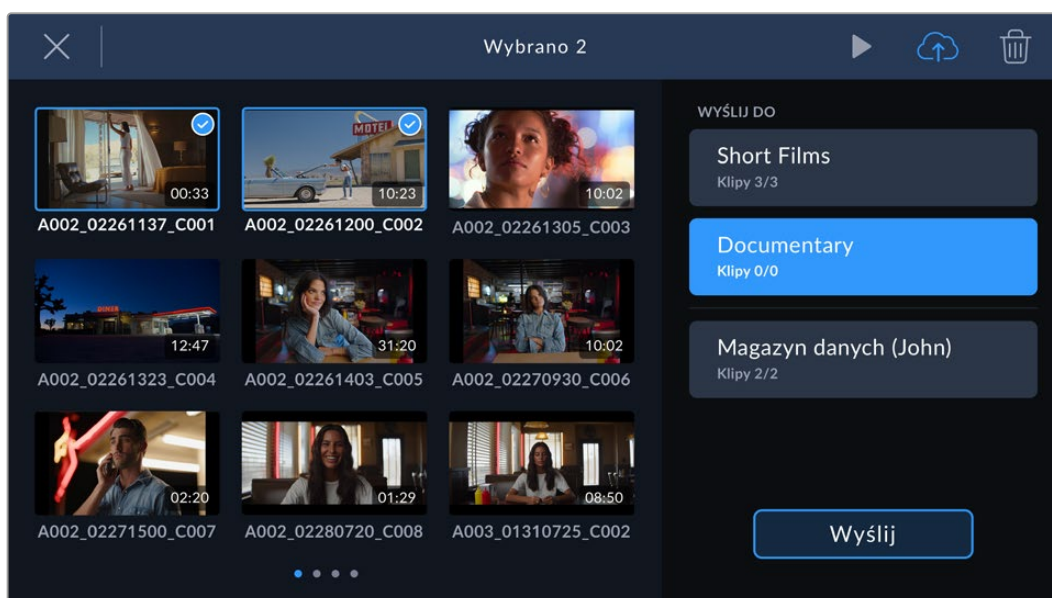 Wybrano 2
00:33
10:23
10:02
A002_02261137_C001
A002_02261200_C002
A002_02261305_C003
MOTEL
DINER
12:47
31:20
10:02
A002_02261323_C004
A002_02261403_C005
A002_02270930_C006
02:20
01:29
08:50
A002_02271500_C007
A002_02280720_C008
A003_01310725_C002
WYŚLIJ DO
Short Films
Klipy 3/3
Documentary
Klipy 0/0
Magazyn danych (John)
Klipy 2/2
Wyślij